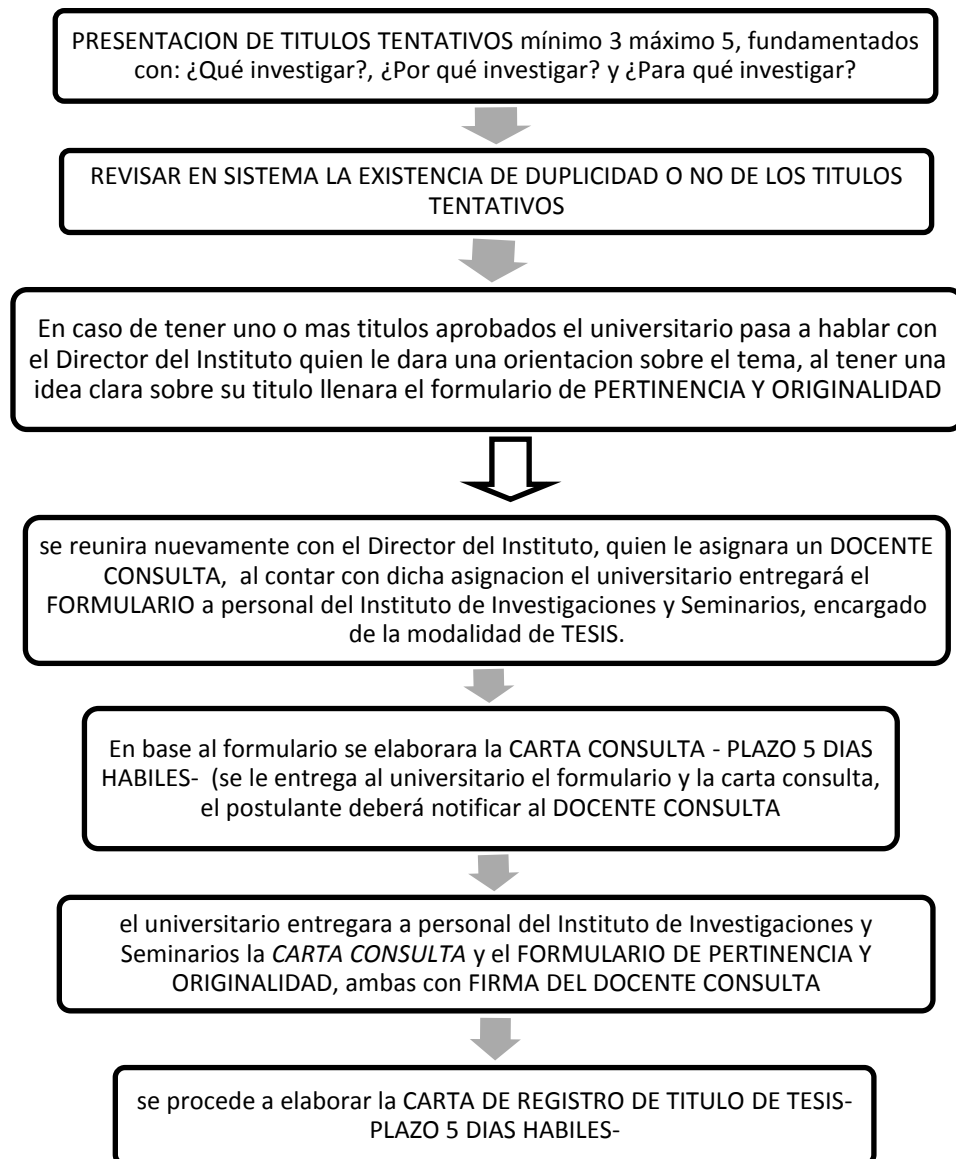 PRESENTACION DE TITULOS TENTATIVOS mínimo 3 máximo 5, fundamentados
con: ¿Qué investigar?, ¿Por qué investigar? y ¿Para qué investigar?
REVISAR EN SISTEMA LA EXISTENCIA DE DUPLICIDAD O NO DE LOS TITULOS
TENTATIVOS
En caso de tener uno o mas titulos aprobados el universitario pasa a hablar con
el Director del Instituto quien le dara una orientacion sobre el tema, al tener una
idea clara sobre su titulo llenara el formulario de PERTINENCIA Y ORIGINALIDAD
se reunira nuevamente con el Director del Instituto, quien le asignara un DOCENTE
CONSULTA, al contar con dicha asignacion el universitario entregará el
FORMULARIO a personal del Instituto de Investigaciones y Seminarios, encargado
de la modalidad de TESIS.
En base al formulario se elaborara la CARTA CONSULTA - PLAZO 5 DIAS
HABILES- (se le entrega al universitario el formulario y la carta consulta,
el postulante deberá notificar al DOCENTE CONSULTA
el universitario entregara a personal del Instituto de Investigaciones y
Seminarios la CARTA CONSULTA y el FORMULARIO DE PERTINENCIA Y
ORIGINALIDAD, ambas con FIRMA DEL DOCENTE CONSULTA
se procede a elaborar la CARTA DE REGISTRO DE TITULO DE TESIS-
PLAZO 5 DIAS HABILES-